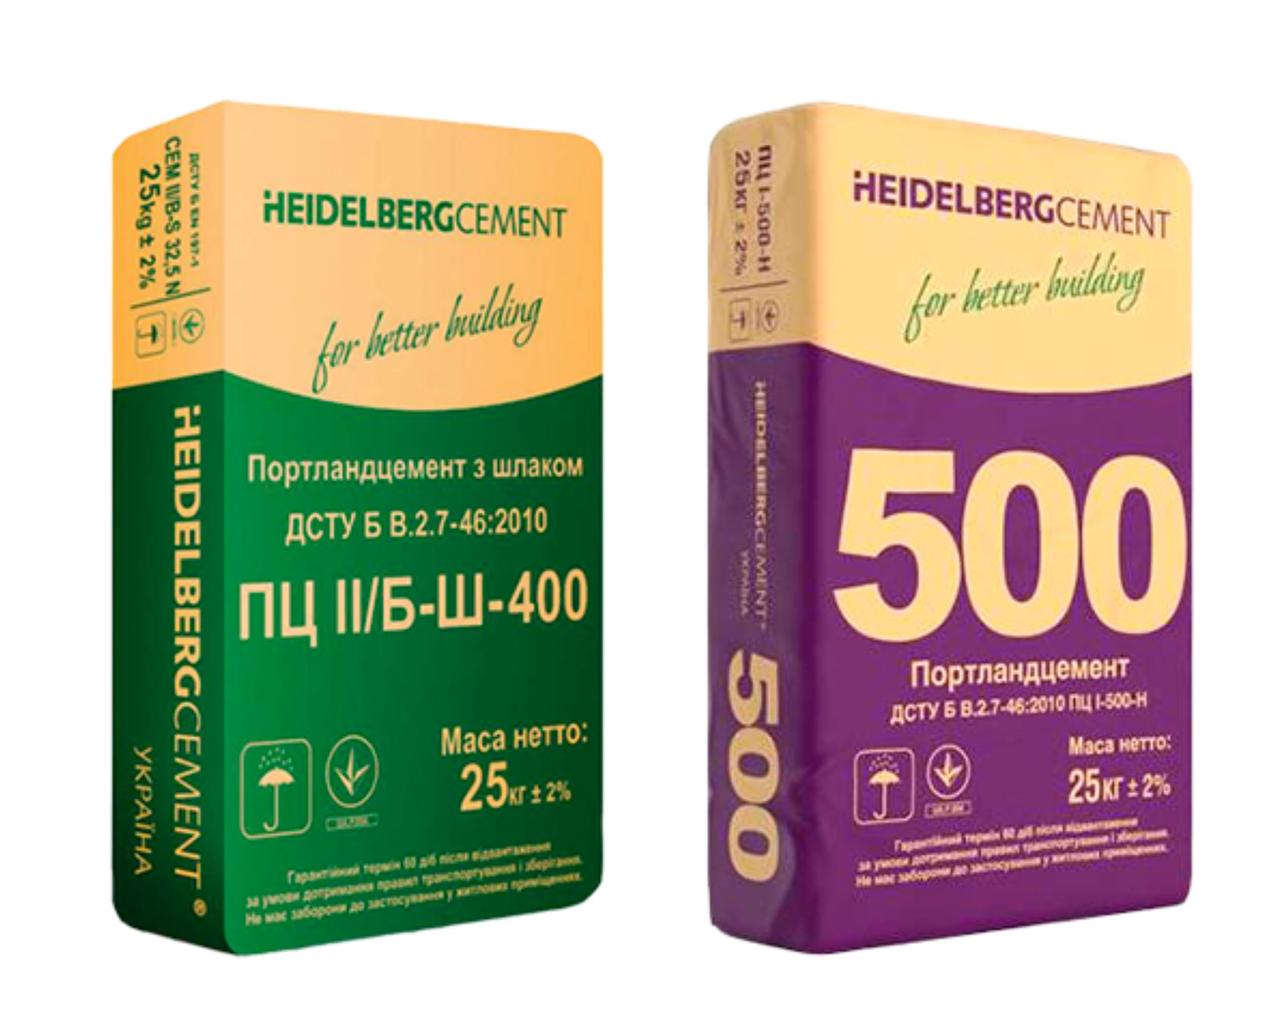 ДСТУ Б EN 197-1
CEM II/B-S 32,5 N
25kg ± 2%
HEIDELBERGCEMENT®
УКРАЇНА
HEIDELBERGCEMENT
for better building
Портландцемент з шлаком
ДСТУ Б В.2.7-46:2010
ПЦ II/Б-Ш-400
Маса нетто:
25кг ± 2%
Гарантійний термін 60 діб після відвантаження
за умови дотримання правил транспортування і зберігання.
Не має заборони до застосування у житлових приміщеннях.
ПЦ I-500-Н
25кг ± 2%
HEIDELBERGCEMENT
УКРАЇНА
500
HEIDELBERGCEMENT
for better building
500
Портландцемент
ДСТУ Б В.2.7-46:2010 ПЦ I-500-Н
Маса нетто:
25кг ± 2%
Гарантійний термін 60 діб після відвантаження
за умови дотримання правил транспортування і зберігання.
Не має заборони до застосування у житлових приміщеннях.